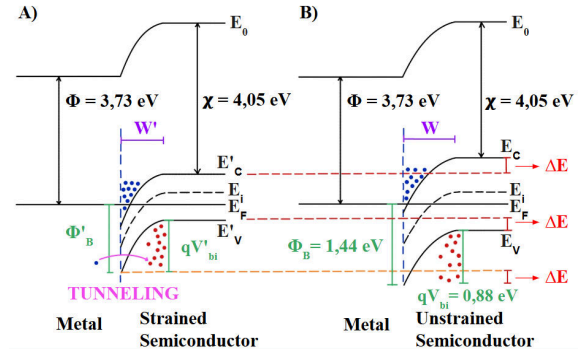 A)
E₀
Φ = 3,73 eV
χ = 4,05 eV
W'
E'C
Ei
EF
Φ'B
qV'bi
E'V
TUNNELING
Metal
Strained
Semiconductor
B)
E₀
Φ = 3,73 eV
χ = 4,05 eV
W
EC
ΔE
Ei
EF
ΔE
ΦB = 1,44 eV
EV
ΔE
qVbi = 0,88 eV
Metal
Unstrained
Semiconductor